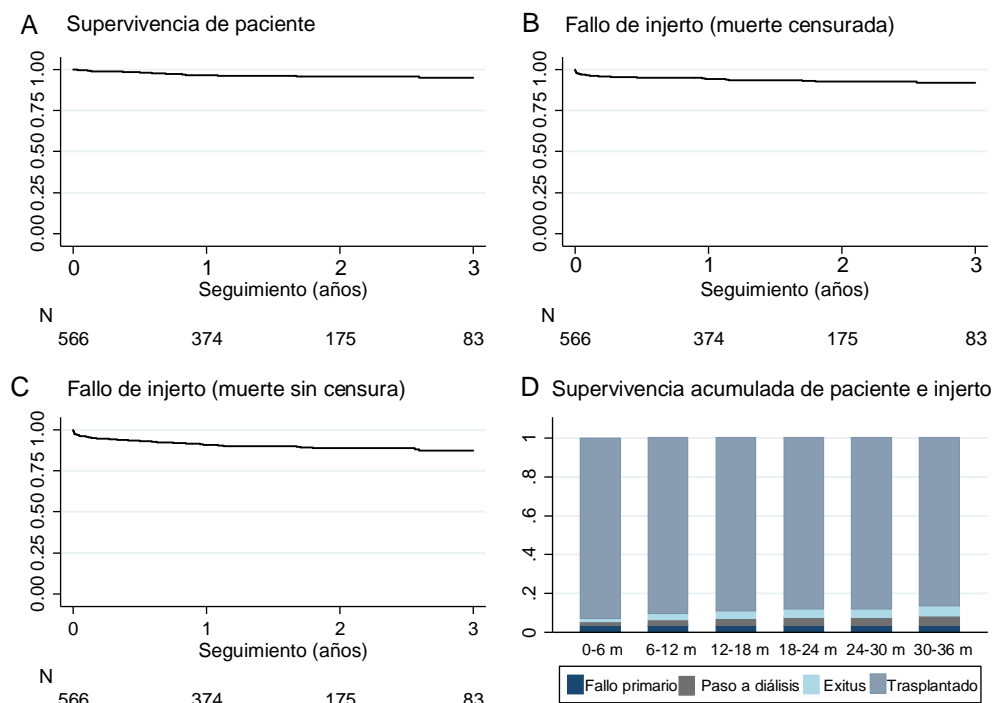 A Supervivencia de paciente
0.00 0.25 0.50 0.75 1.00
0 1 2 3
Seguimiento (años)
N
566 374 175 83
B Fallo de injerto (muerte censurada)
0.00 0.25 0.50 0.75 1.00
0 1 2 3
Seguimiento (años)
N
566 374 175 83
C Fallo de injerto (muerte sin censura)
0.00 0.25 0.50 0.75 1.00
0 1 2 3
Seguimiento (años)
N
566 374 175 83
D Supervivencia acumulada de paciente e injerto
1
.8
.6
.4
.2
0
0-6 m 6-12 m 12-18 m 18-24 m 24-30 m 30-36 m
Fallo primario Paso a diálisis Exitus Trasplantado